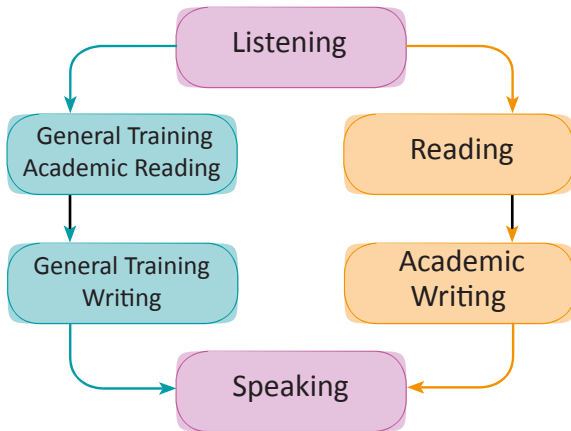 Listening
General Training
Academic Reading
Reading
General Training
Writing
Academic
Writing
Speaking